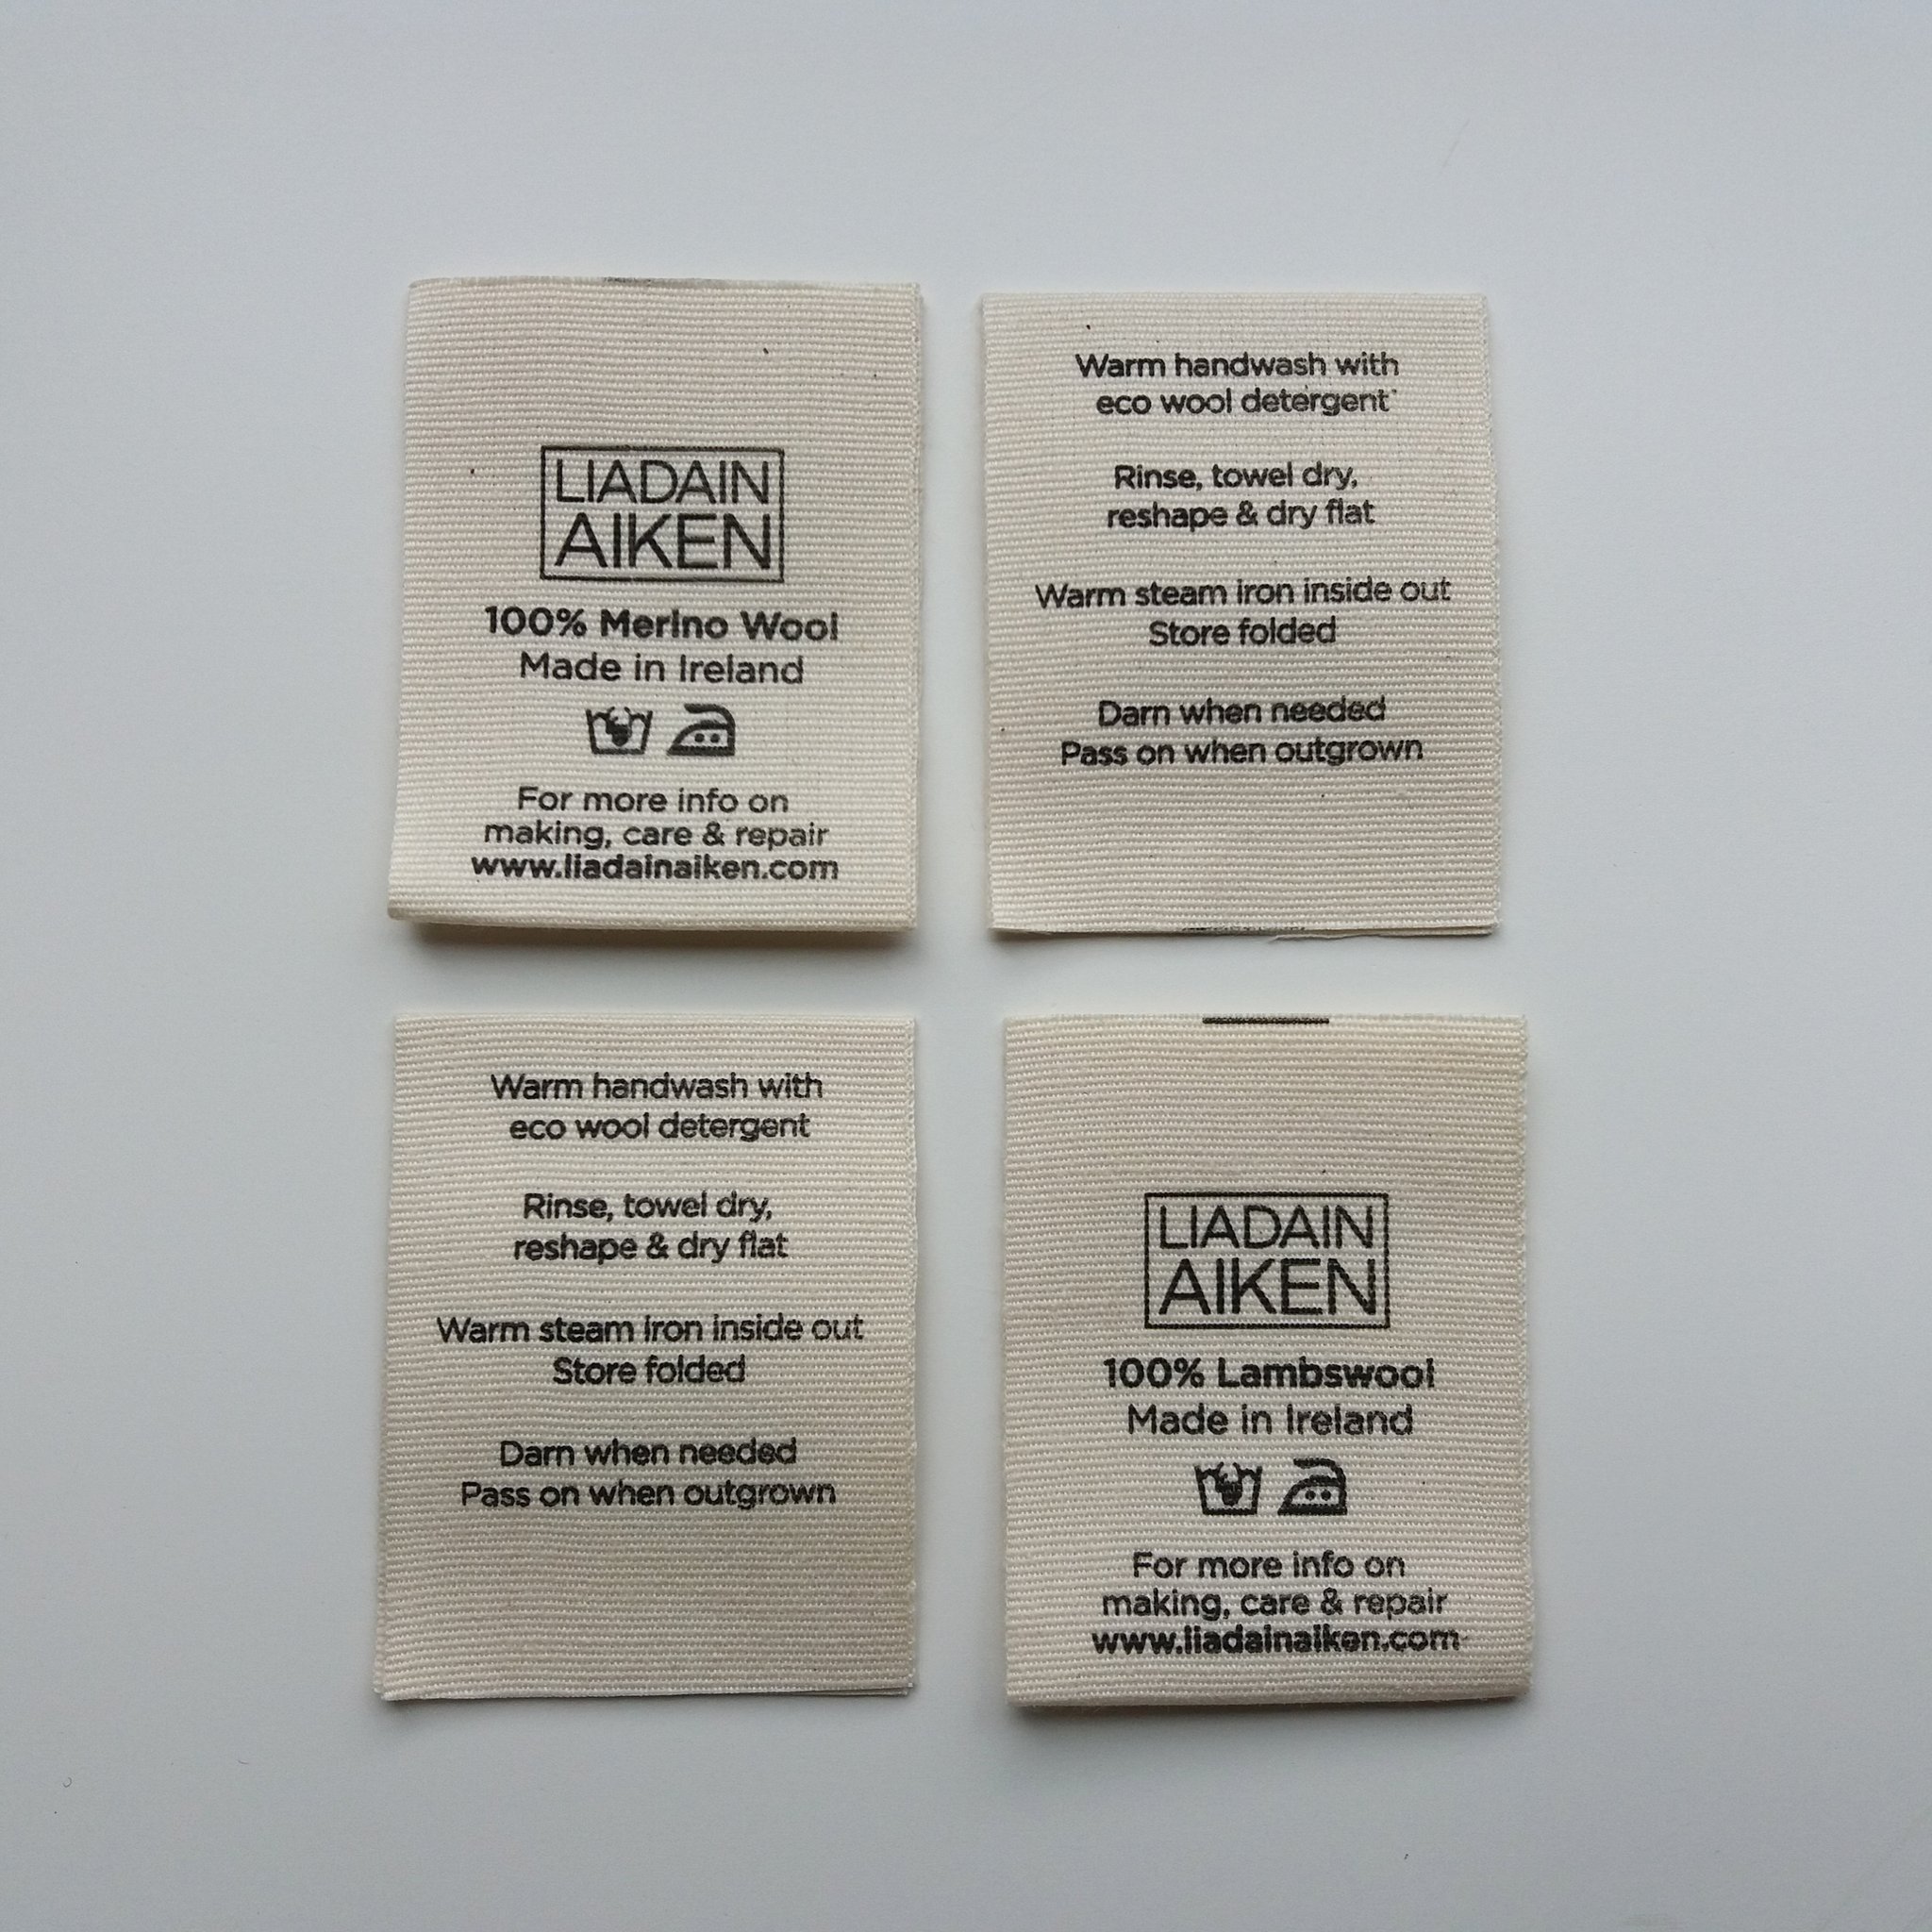 LIADAIN
AIKEN
100% Merino Wool
Made in Ireland
For more info on
making, care & repair
www.liadainaiken.com
Warm handwash with
eco wool detergent
Rinse, towel dry,
reshape & dry flat
Warm steam iron inside out
Store folded
Darn when needed
Pass on when outgrown
Warm handwash with
eco wool detergent
Rinse, towel dry,
reshape & dry flat
Warm steam iron inside out
Store folded
Darn when needed
Pass on when outgrown
LIADAIN
AIKEN
100% Lambswool
Made in Ireland
For more info on
making, care & repair
www.liadainaiken.com